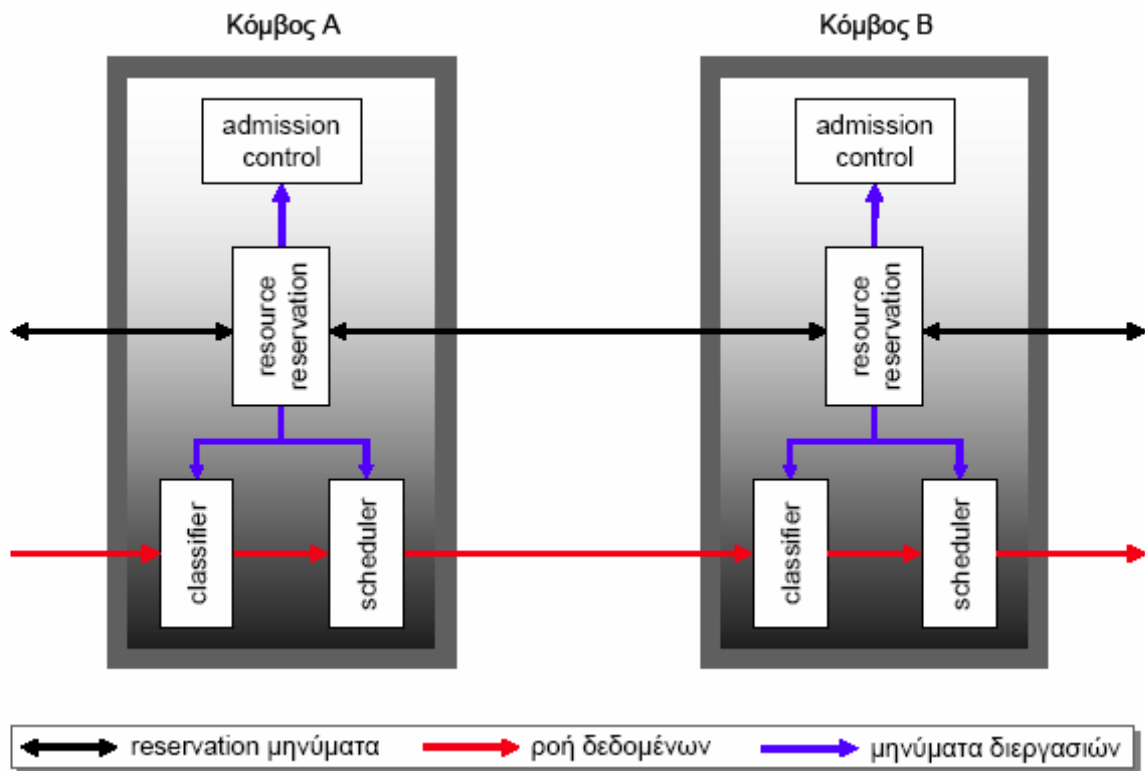 Κόμβος Α
Κόμβος Β
admission
control
admission
control
resource
reservation
resource
reservation
classifier
scheduler
classifier
scheduler
reservation μηνύματα
ροή δεδομένων
μηνύματα διεργασιών